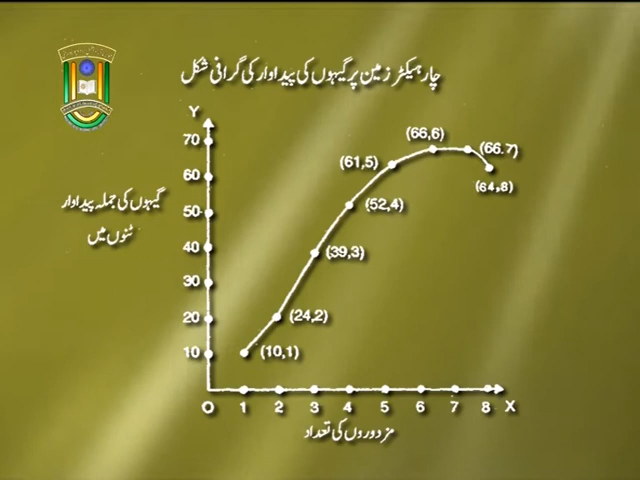 چار ہیکٹر زمین پر گیہوں کی پیداوار کی گرافی شکل
Y
70
(66,6)
(66.7)
(61,5)
60
(64,8)
گیہوں کی جملہ پیداوار
ٹنوں میں
50
(52,4)
40
(39,3)
30
20
(24,2)
10
(10,1)
O 1 2 3 4 5 6 7 8 X
مزدوروں کی تعداد